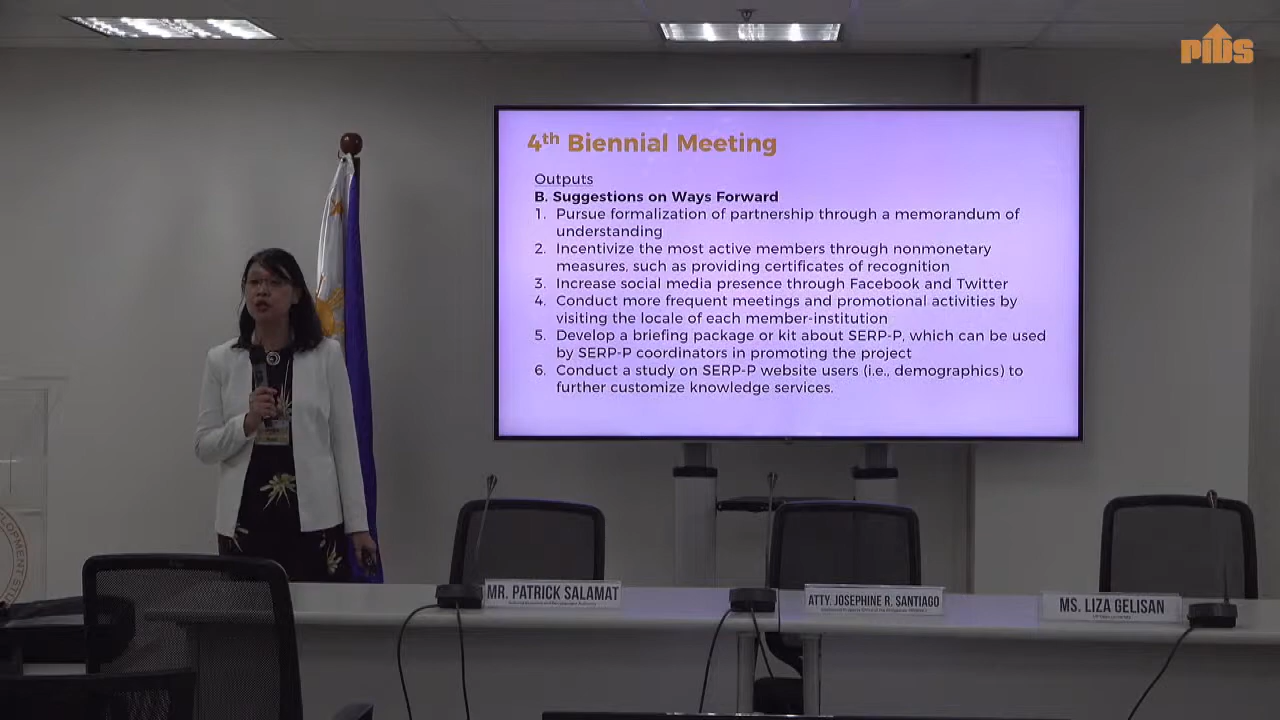 PIDS
4th Biennial Meeting
Outputs
B. Suggestions on Ways Forward
1. Pursue formalization of partnership through a memorandum of
understanding
2. Incentivize the most active members through nonmonetary
measures, such as providing certificates of recognition
3. Increase social media presence through Facebook and Twitter
4. Conduct more frequent meetings and promotional activities by
visiting the locale of each member-institution
5. Develop a briefing package or kit about SERP-P, which can be used
by SERP-P coordinators in promoting the project
6. Conduct a study on SERP-P website users (i.e., demographics) to
further customize knowledge services.
MR. PATRICK SALAMAT
ATTY. JOSEPHINE R. SANTIAGO
MS. LIZA GELISAN